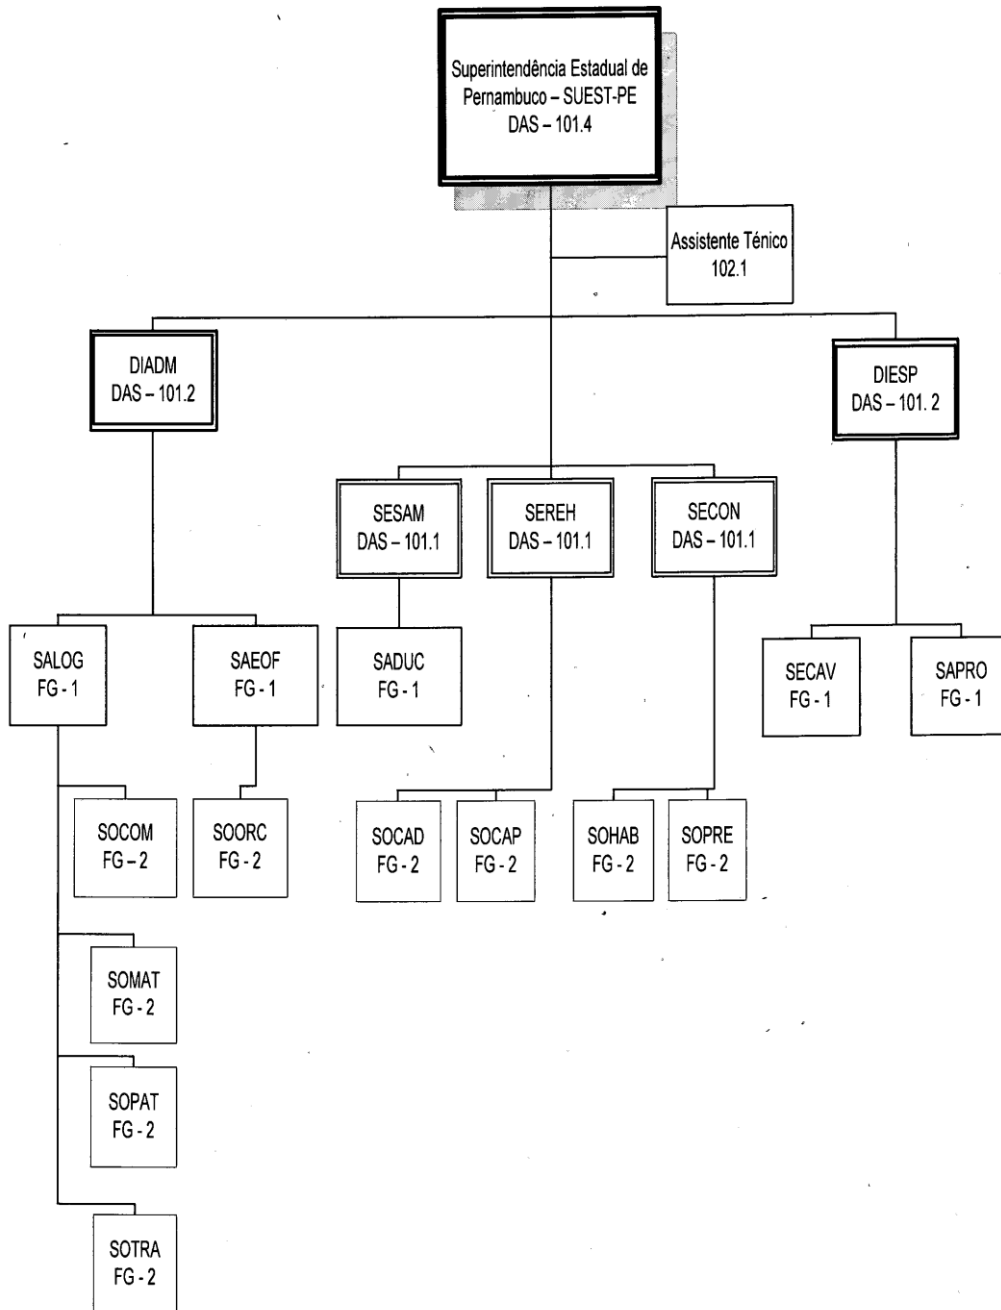 Superintendência Estadual de
Pernambuco – SUEST-PE
DAS – 101.4
Assistente Ténico
102.1
DIADM
DAS – 101.2
DIESP
DAS – 101. 2
SESAM
DAS – 101.1
SEREH
DAS – 101.1
SECON
DAS – 101.1
SALOG
FG - 1
SAEOF
FG - 1
SADUC
FG - 1
SECAV
FG - 1
SAPRO
FG - 1
SOCOM
FG – 2
SOORC
FG - 2
SOCAD
FG - 2
SOCAP
FG - 2
SOHAB
FG - 2
SOPRE
FG - 2
SOMAT
FG - 2
SOPAT
FG - 2
SOTRA
FG - 2